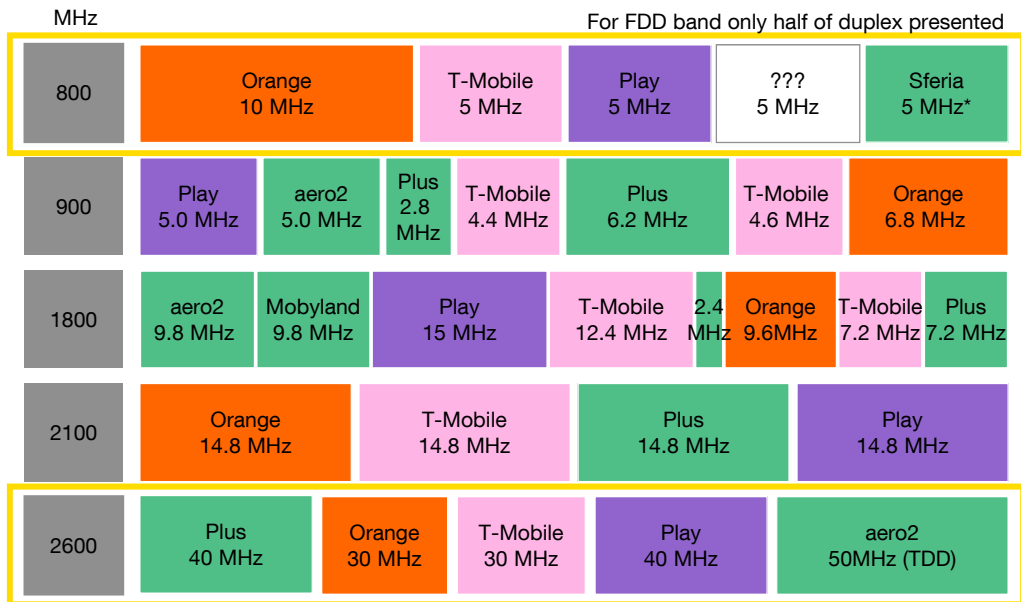 MHz
For FDD band only half of duplex presented
800
Orange
10 MHz
T-Mobile
5 MHz
Play
5 MHz
???
5 MHz
Sferia
5 MHz*
900
Play
5.0 MHz
aero2
5.0 MHz
Plus
2.8
MHz
T-Mobile
4.4 MHz
Plus
6.2 MHz
T-Mobile
4.6 MHz
Orange
6.8 MHz
1800
aero2
9.8 MHz
Mobyland
9.8 MHz
Play
15 MHz
T-Mobile
12.4 MHz
2.4
MHz
Orange
9.6MHz
T-Mobile
7.2 MHz
Plus
7.2 MHz
2100
Orange
14.8 MHz
T-Mobile
14.8 MHz
Plus
14.8 MHz
Play
14.8 MHz
2600
Plus
40 MHz
Orange
30 MHz
T-Mobile
30 MHz
Play
40 MHz
aero2
50MHz (TDD)